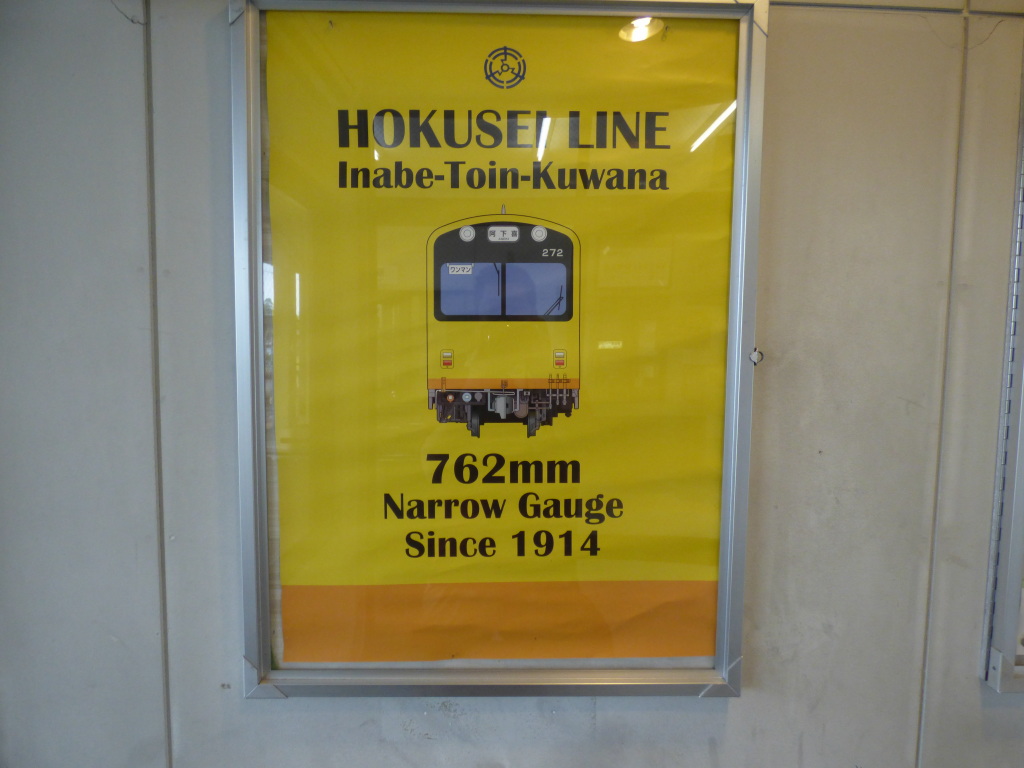 HOKUSEI LINE
Inabe-Toin-Kuwana
阿下喜
272
ワンマン
762mm
Narrow Gauge
Since 1914